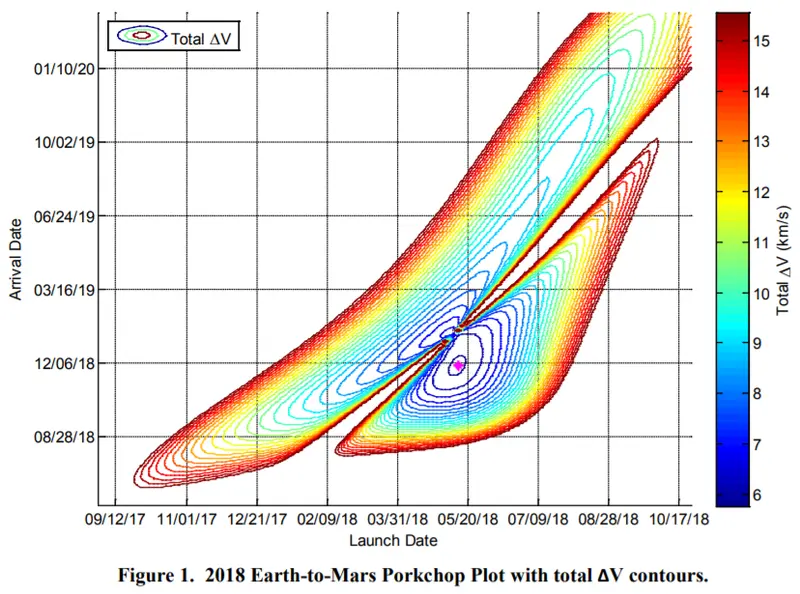 Total ΔV
01/10/20
10/02/19
06/24/19
03/16/19
12/06/18
08/28/18
Arrival Date
09/12/17 11/01/17 12/21/17 02/09/18 03/31/18 05/20/18 07/09/18 08/28/18 10/17/18
Launch Date
15
14
13
12
11
10
9
8
7
6
Total ΔV (km/s)
Figure 1. 2018 Earth-to-Mars Porkchop Plot with total ΔV contours.